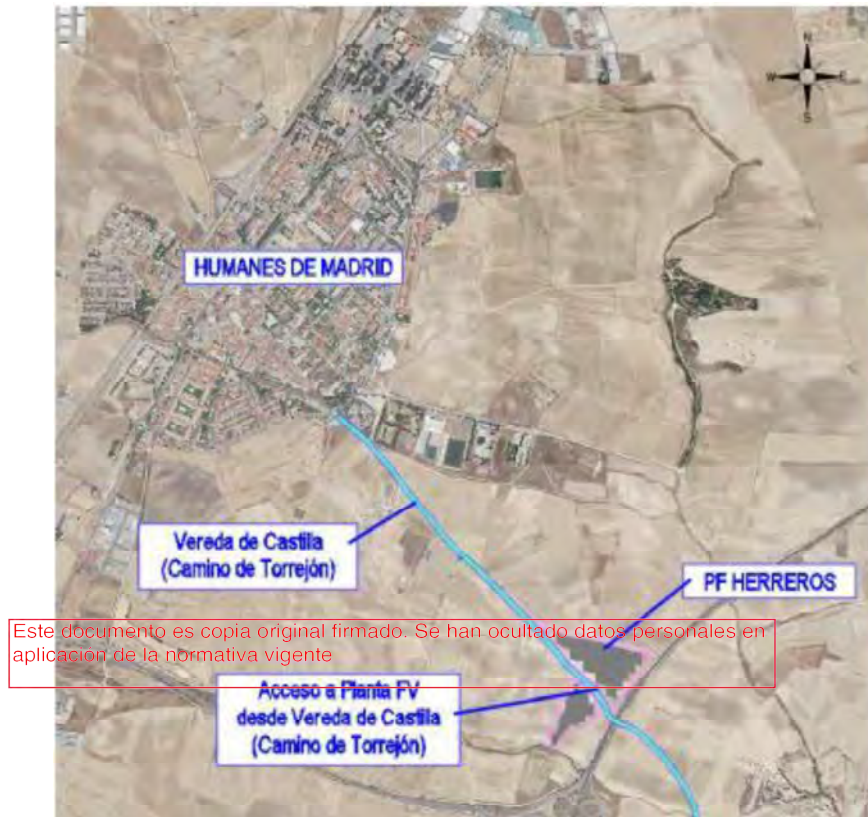 N
W E
S
HUMANES DE MADRID
Vereda de Castilla
(Camino de Torrejón)
PF HERREROS
Este documento es copia original firmado. Se han ocultado datos personales en
aplicación de la normativa vigente
Acceso a Planta FV
desde Vereda de Castilla
(Camino de Torrejón)